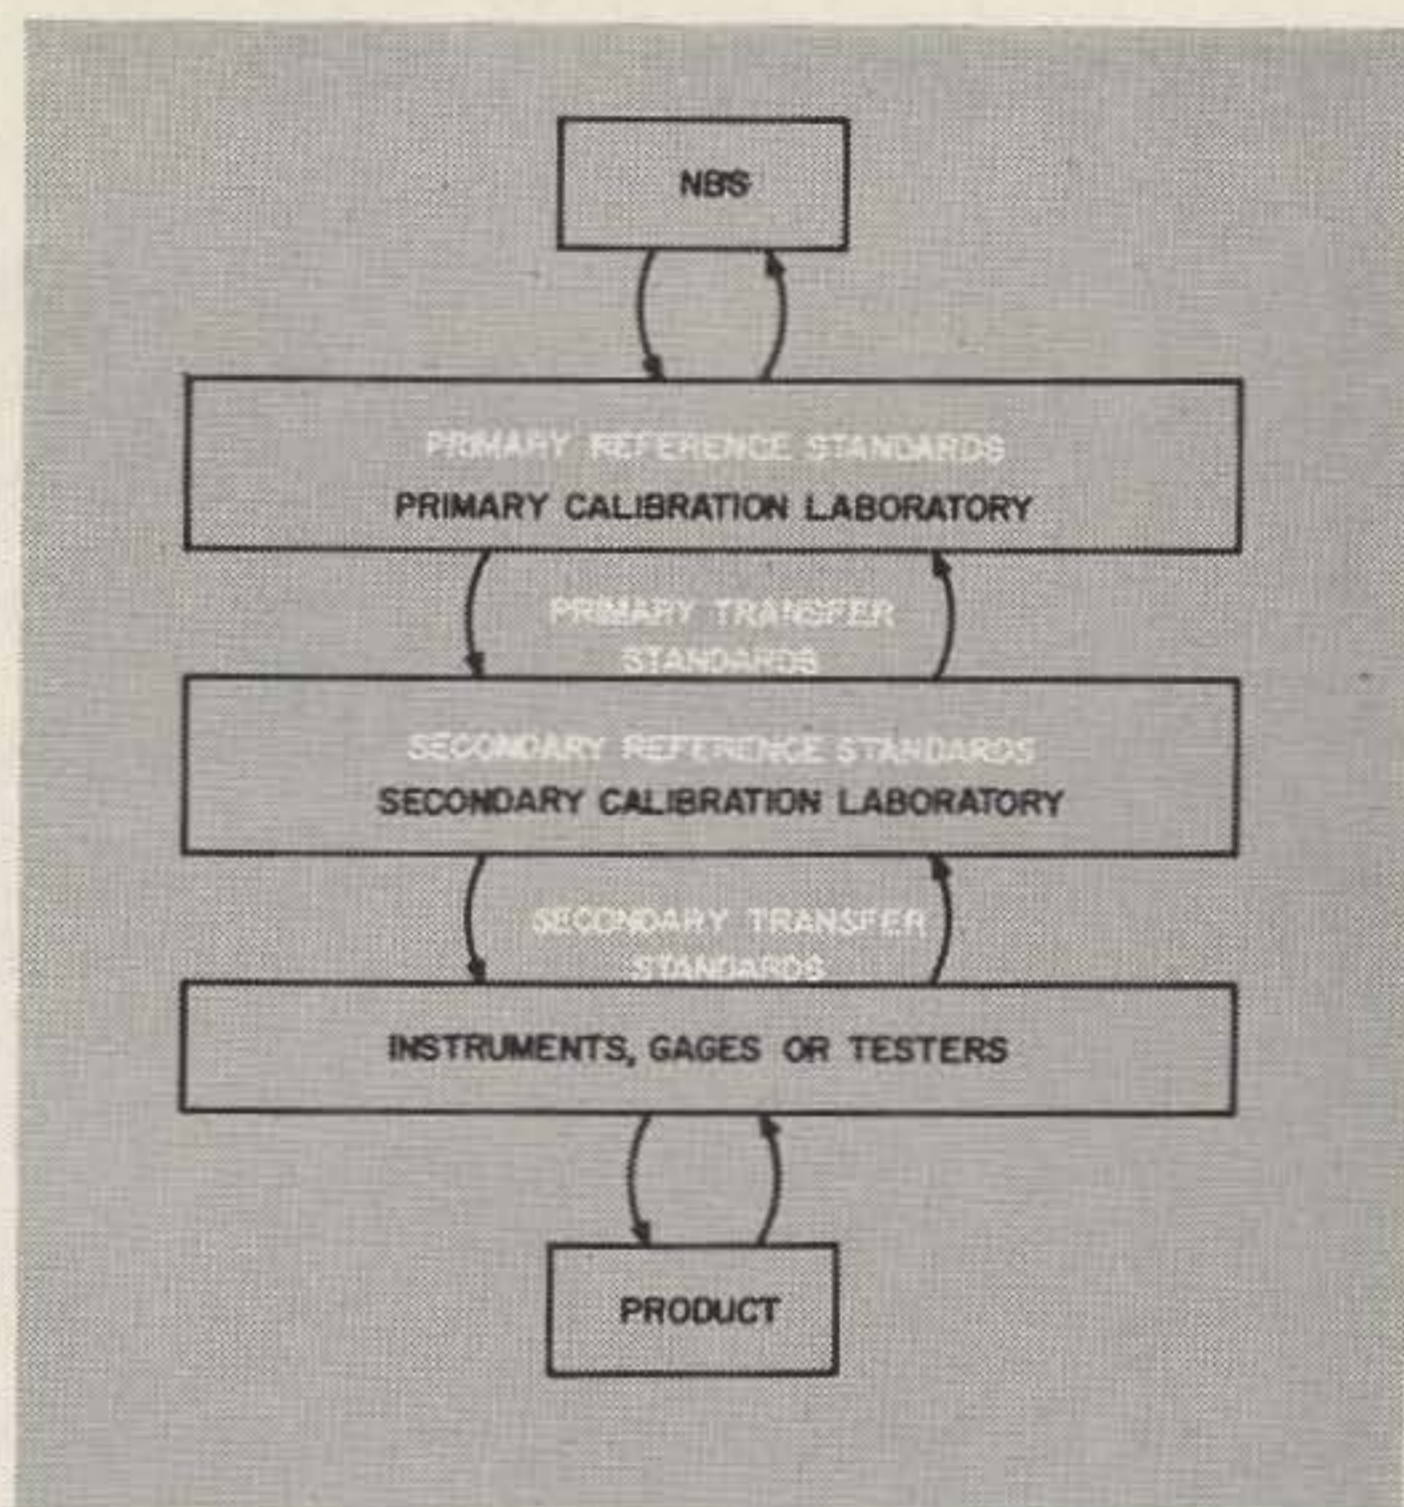 NBS
PRIMARY REFERENCE STANDARDS
PRIMARY CALIBRATION LABORATORY
PRIMARY TRANSFER
STANDARDS
SECONDARY REFERENCE STANDARDS
SECONDARY CALIBRATION LABORATORY
SECONDARY TRANSFER
STANDARDS
INSTRUMENTS, GAGES OR TESTERS
PRODUCT